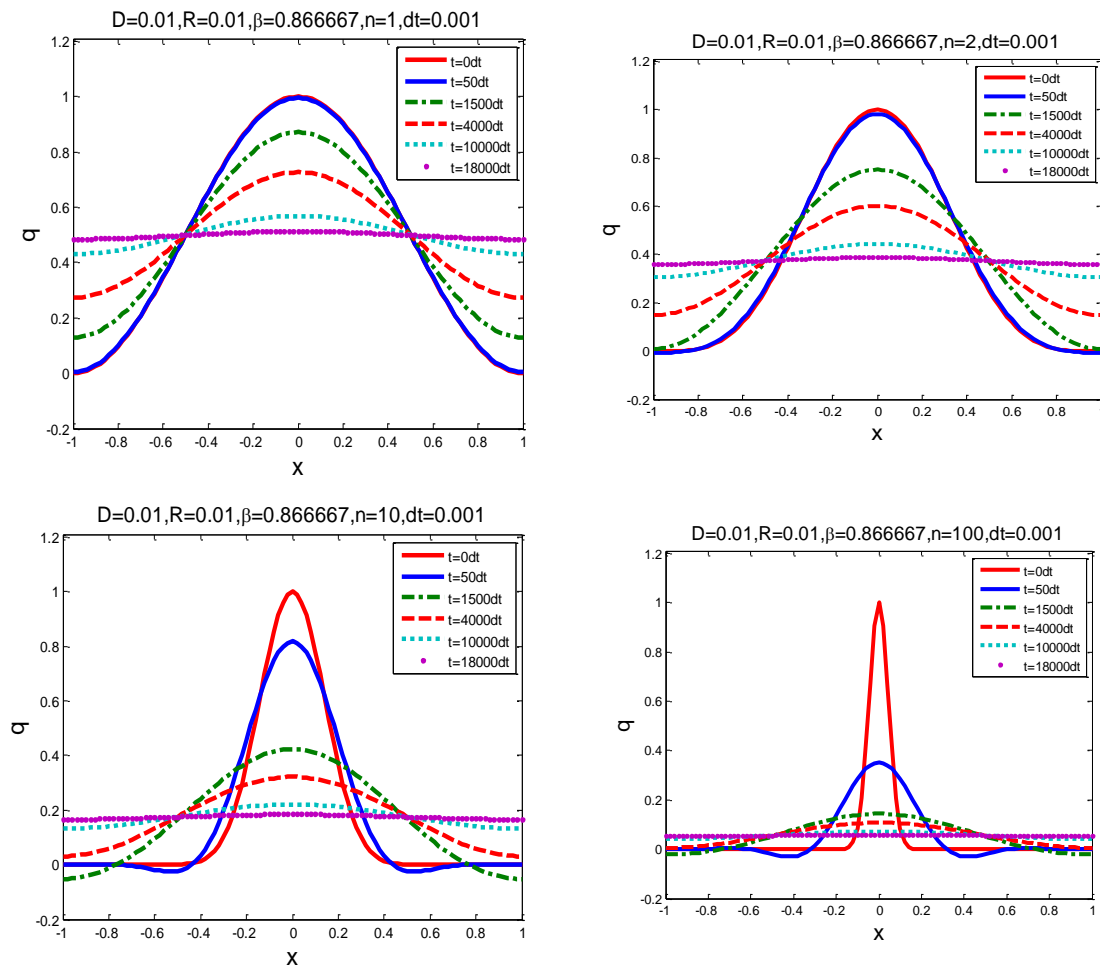 D=0.01,R=0.01,β=0.866667,n=1,dt=0.001
1.2
1
0.8
0.6
0.4
0.2
0
-0.2
q
t=0dt
t=50dt
t=1500dt
t=4000dt
t=10000dt
t=18000dt
-1 -0.8 -0.6 -0.4 -0.2 0 0.2 0.4 0.6 0.8 1
x
D=0.01,R=0.01,β=0.866667,n=2,dt=0.001
1.2
1
0.8
0.6
0.4
0.2
0
-0.2
q
t=0dt
t=50dt
t=1500dt
t=4000dt
t=10000dt
t=18000dt
-1 -0.8 -0.6 -0.4 -0.2 0 0.2 0.4 0.6 0.8
x
D=0.01,R=0.01,β=0.866667,n=10,dt=0.001
1.2
1
0.8
0.6
0.4
0.2
0
-0.2
q
t=0dt
t=50dt
t=1500dt
t=4000dt
t=10000dt
t=18000dt
-1 -0.8 -0.6 -0.4 -0.2 0 0.2 0.4 0.6 0.8 1
x
D=0.01,R=0.01,β=0.866667,n=100,dt=0.001
1.2
1
0.8
0.6
0.4
0.2
0
-0.2
q
t=0dt
t=50dt
t=1500dt
t=4000dt
t=10000dt
t=18000dt
-1 -0.8 -0.6 -0.4 -0.2 0 0.2 0.4 0.6 0.8 1
x